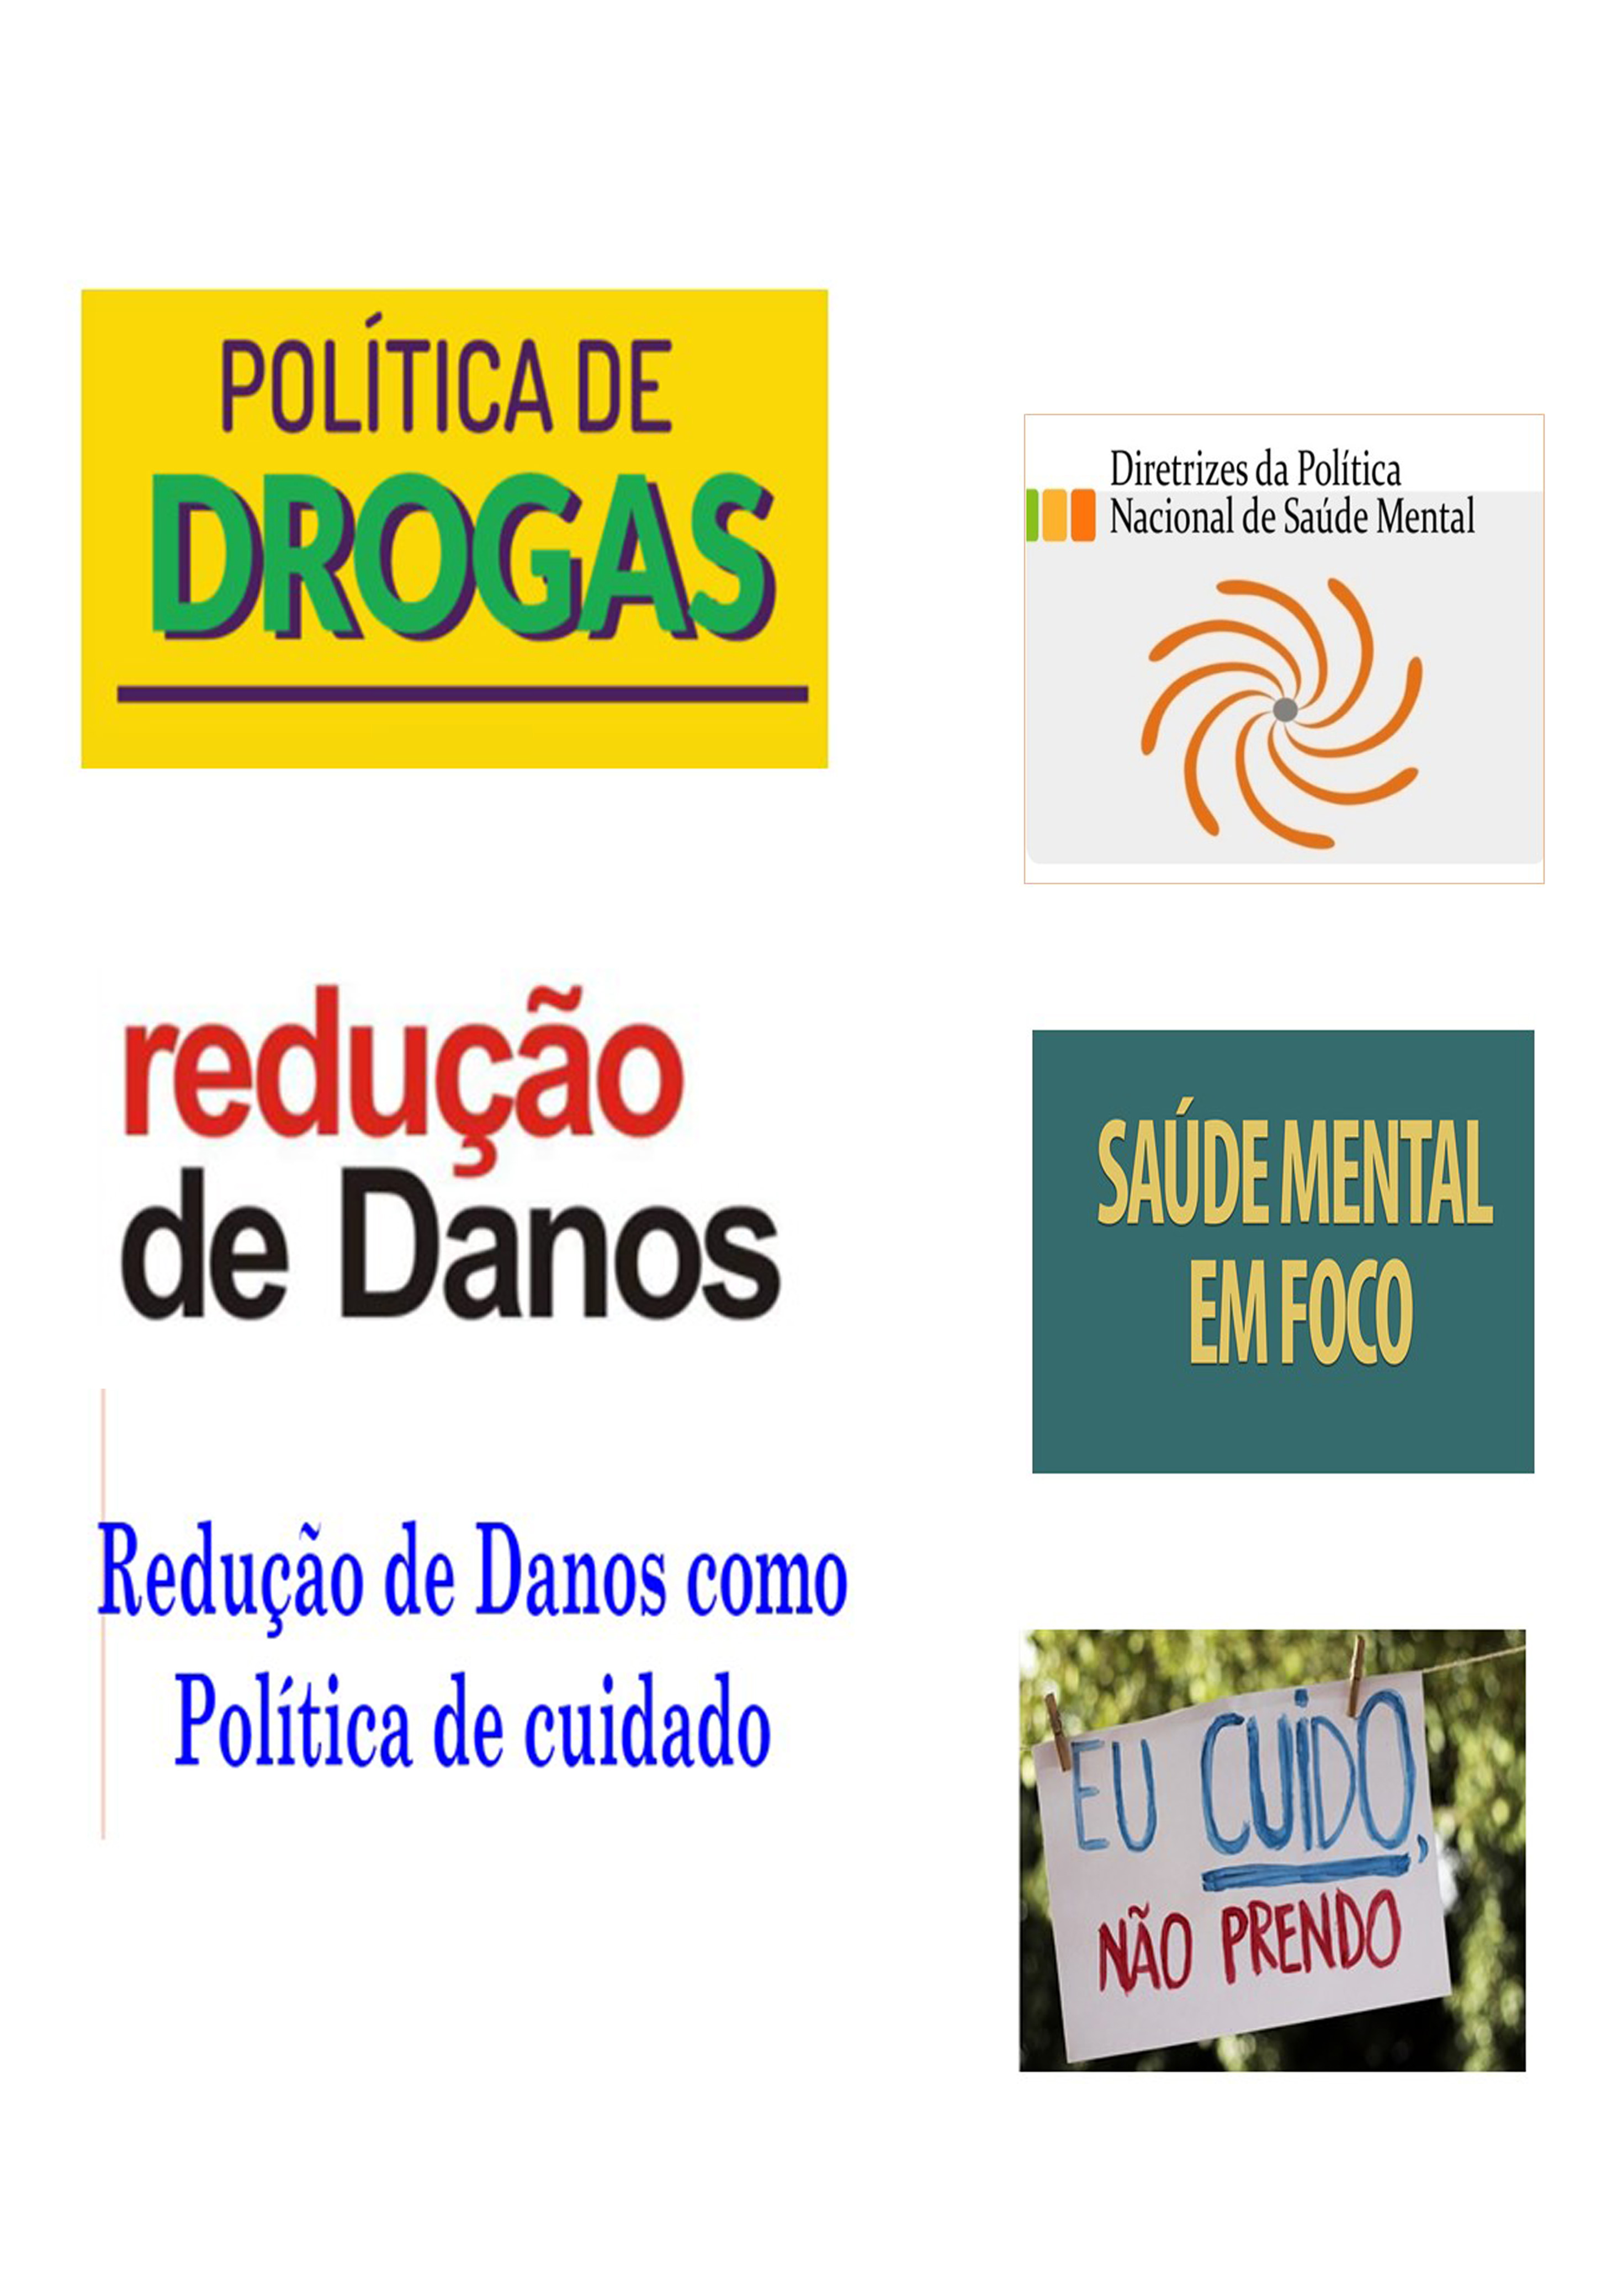 POLÍTICA DE
DROGAS
redução
de Danos
Redução de Danos como
Política de cuidado
Diretrizes da Política
Nacional de Saúde Mental
SAÚDE MENTAL
EM FOCO
EU CUIDO,
NÃO PRENDO